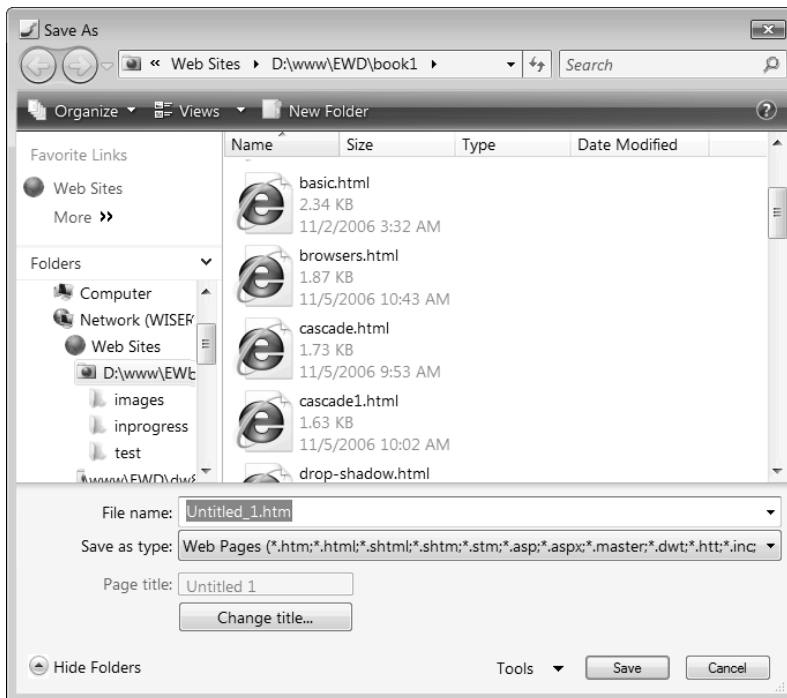 Save As
« Web Sites D:\www\EWD\book1 Search
Organize Views New Folder
Favorite Links
Web Sites
More
Folders
Computer
Network (WISER
Web Sites
D:\www\EWD
images
inprogress
test
Name Size Type Date Modified
basic.html
2.34 KB
11/2/2006 3:32 AM
browsers.html
1.87 KB
11/5/2006 10:43 AM
cascade.html
1.73 KB
11/5/2006 9:53 AM
cascade1.html
1.63 KB
11/5/2006 10:02 AM
drop-shadow.html
File name: Untitled_1.htm
Save as type: Web Pages (*.htm;*.html;*.shtml;*.shtm;*.stm;*.asp;*.aspx;*.master;*.dwt;*.htt;*.inc;
Page title: Untitled 1
Change title...
Hide Folders Tools Save Cancel